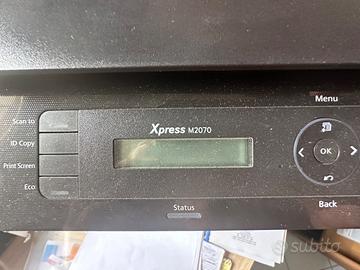 Menu
Scan to
Xpress M2070
ID Copy
OK
Print Screen
Eco
Status
Back
subito